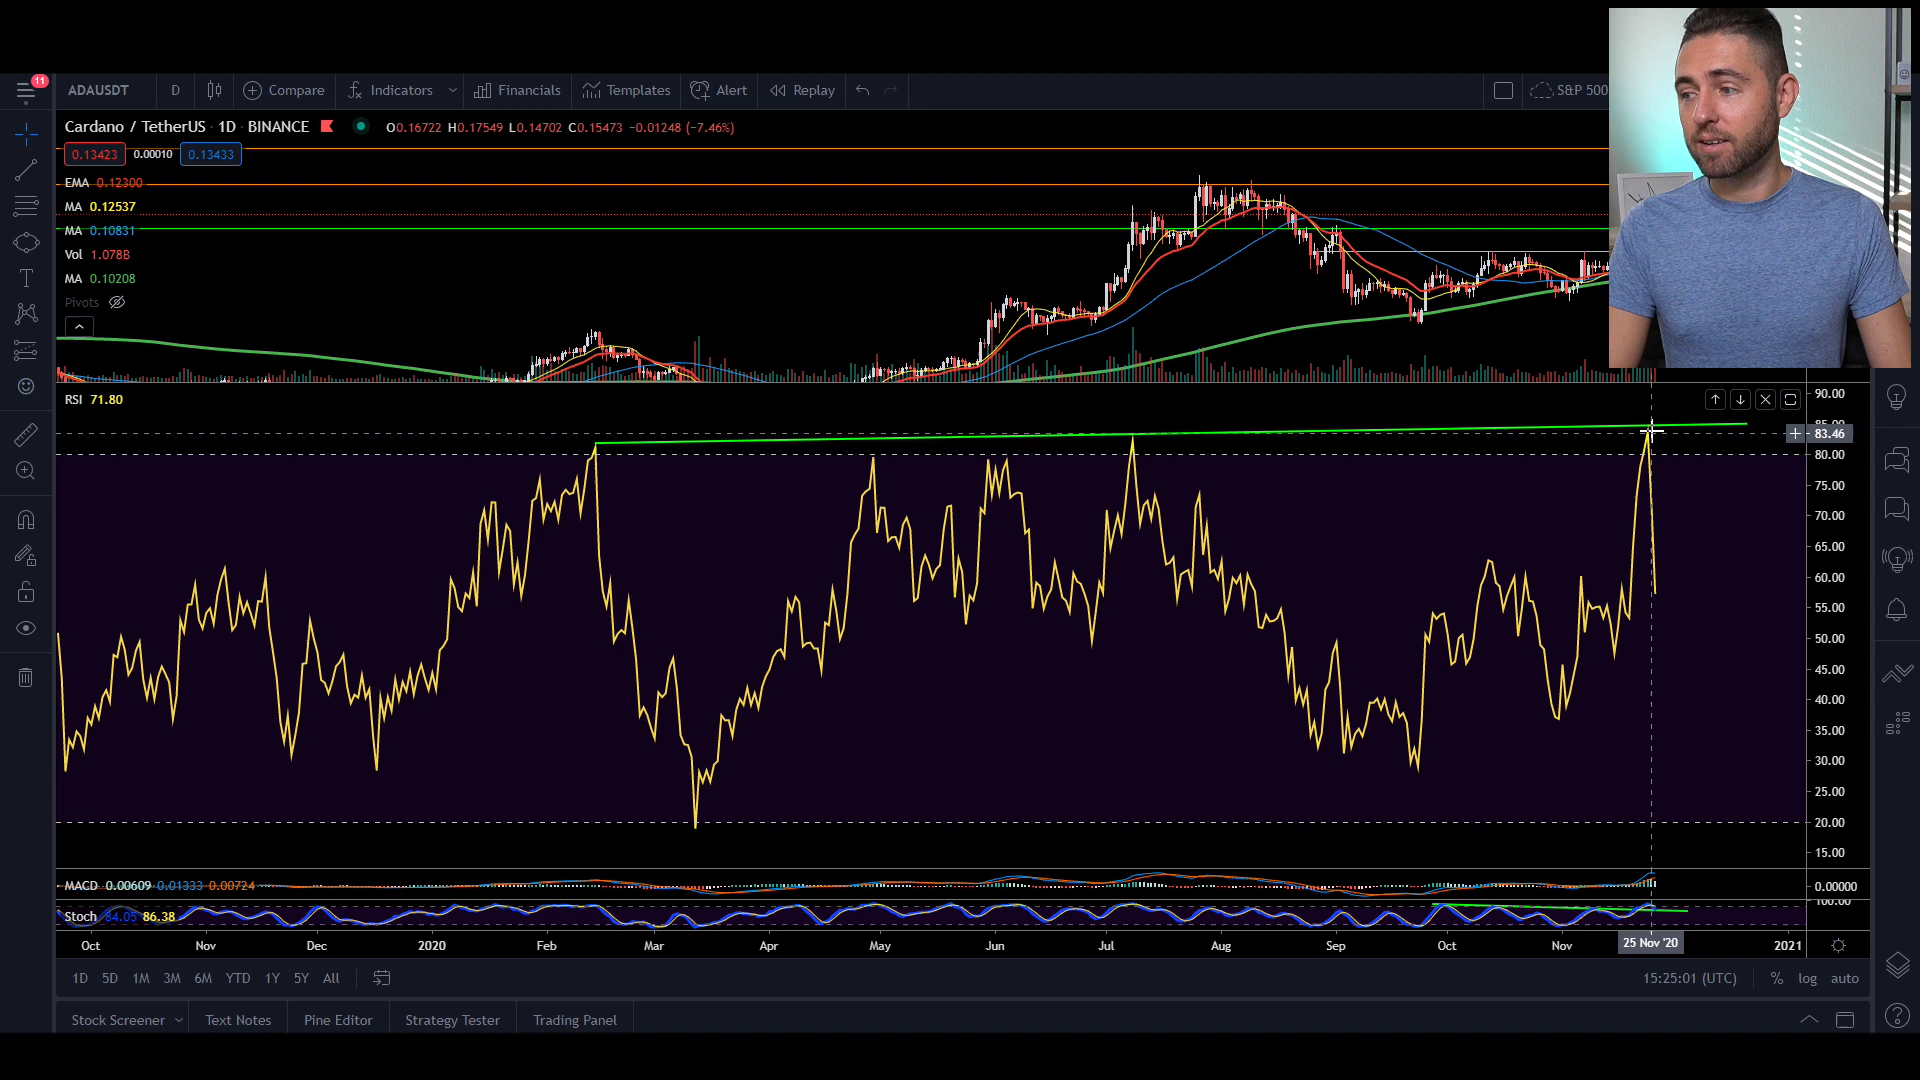 11
ADAUSDT D Compare Indicators Financials Templates Alert Replay S&P 500
Cardano / TetherUS · 1D · BINANCE O0.16722 H0.17549 L0.14702 C0.15473 −0.01248 (−7.46%)
0.13423 0.00010 0.13433
EMA 0.12300
MA 0.12537
MA 0.10831
Vol 1.078B
MA 0.10208
Pivots
RSI 71.80
90.00
85.00
83.46
80.00
75.00
70.00
65.00
60.00
55.00
50.00
45.00
40.00
35.00
30.00
25.00
20.00
15.00
MACD 0.00609 0.01333 0.00724
0.00000
100.00
Stoch 84.05 86.38
Oct Nov Dec 2020 Feb Mar Apr May Jun Jul Aug Sep Oct Nov 25 Nov '20 2021
1D 5D 1M 3M 6M YTD 1Y 5Y All 15:25:01 (UTC) % log auto
Stock Screener Text Notes Pine Editor Strategy Tester Trading Panel